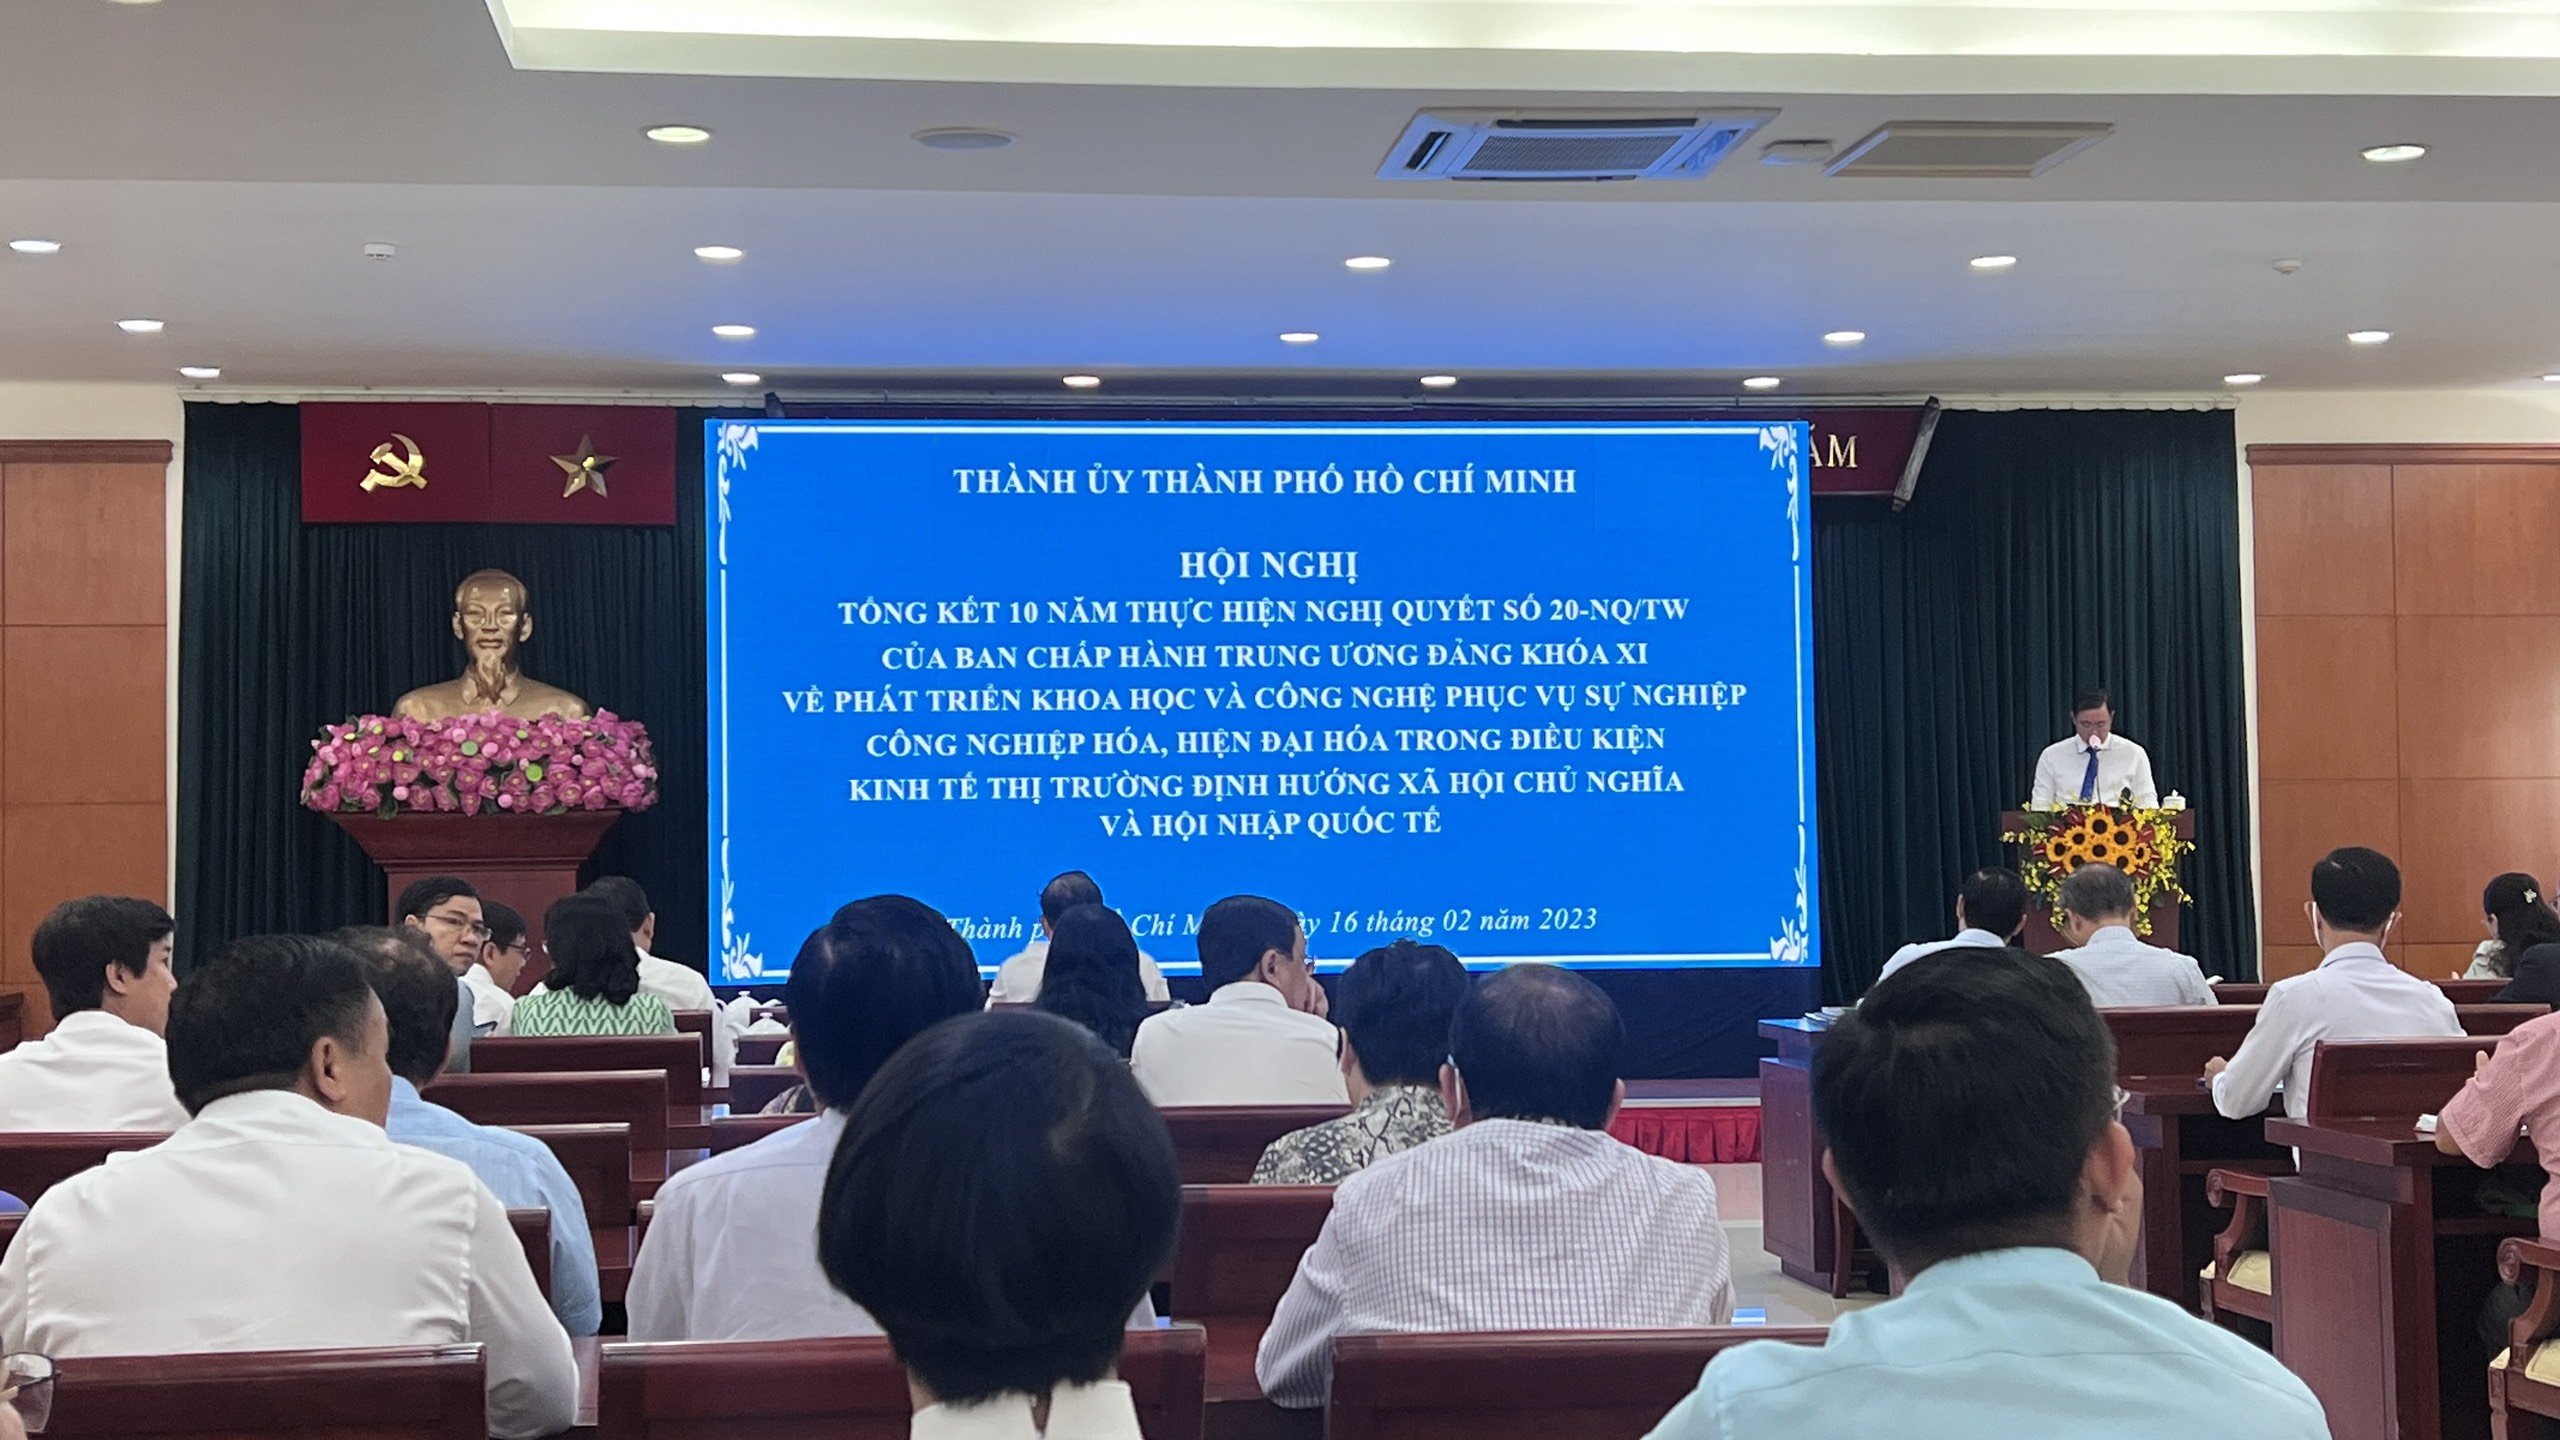 THÀNH ỦY THÀNH PHỐ HỒ CHÍ MINH
HỘI NGHỊ
TỔNG KẾT 10 NĂM THỰC HIỆN NGHỊ QUYẾT SỐ 20-NQ/TW
CỦA BAN CHẤP HÀNH TRUNG ƯƠNG ĐẢNG KHÓA XI
VỀ PHÁT TRIỂN KHOA HỌC VÀ CÔNG NGHỆ PHỤC VỤ SỰ NGHIỆP
CÔNG NGHIỆP HÓA, HIỆN ĐẠI HÓA TRONG ĐIỀU KIỆN
KINH TẾ THỊ TRƯỜNG ĐỊNH HƯỚNG XÃ HỘI CHỦ NGHĨA
VÀ HỘI NHẬP QUỐC TẾ
Thành Chí 16 tháng 02 năm 2023